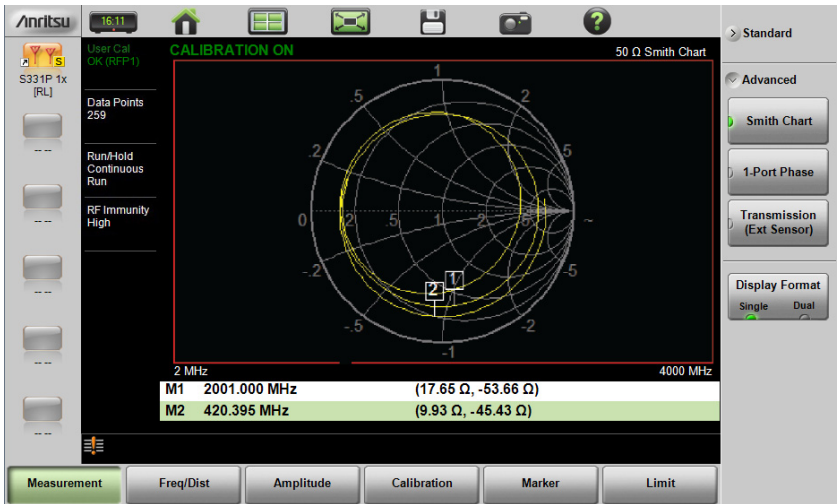 Anritsu
16:11
?
S331P 1x
[RL]
-- --
-- --
-- --
-- --
-- --
User Cal
OK (RFP1)
Data Points
259
Run/Hold
Continuous
Run
RF Immunity
High
CALIBRATION ON
50 Ω Smith Chart
1
.5
2
.2
5
0
.2
.5
1
2
5
~
-.2
-5
-.5
-2
-1
1
2
2 MHz
4000 MHz
M1 2001.000 MHz (17.65 Ω, -53.66 Ω)
M2 420.395 MHz (9.93 Ω, -45.43 Ω)
Standard
Advanced
Smith Chart
1-Port Phase
Transmission
(Ext Sensor)
Display Format
Single Dual
Measurement
Freq/Dist
Amplitude
Calibration
Marker
Limit